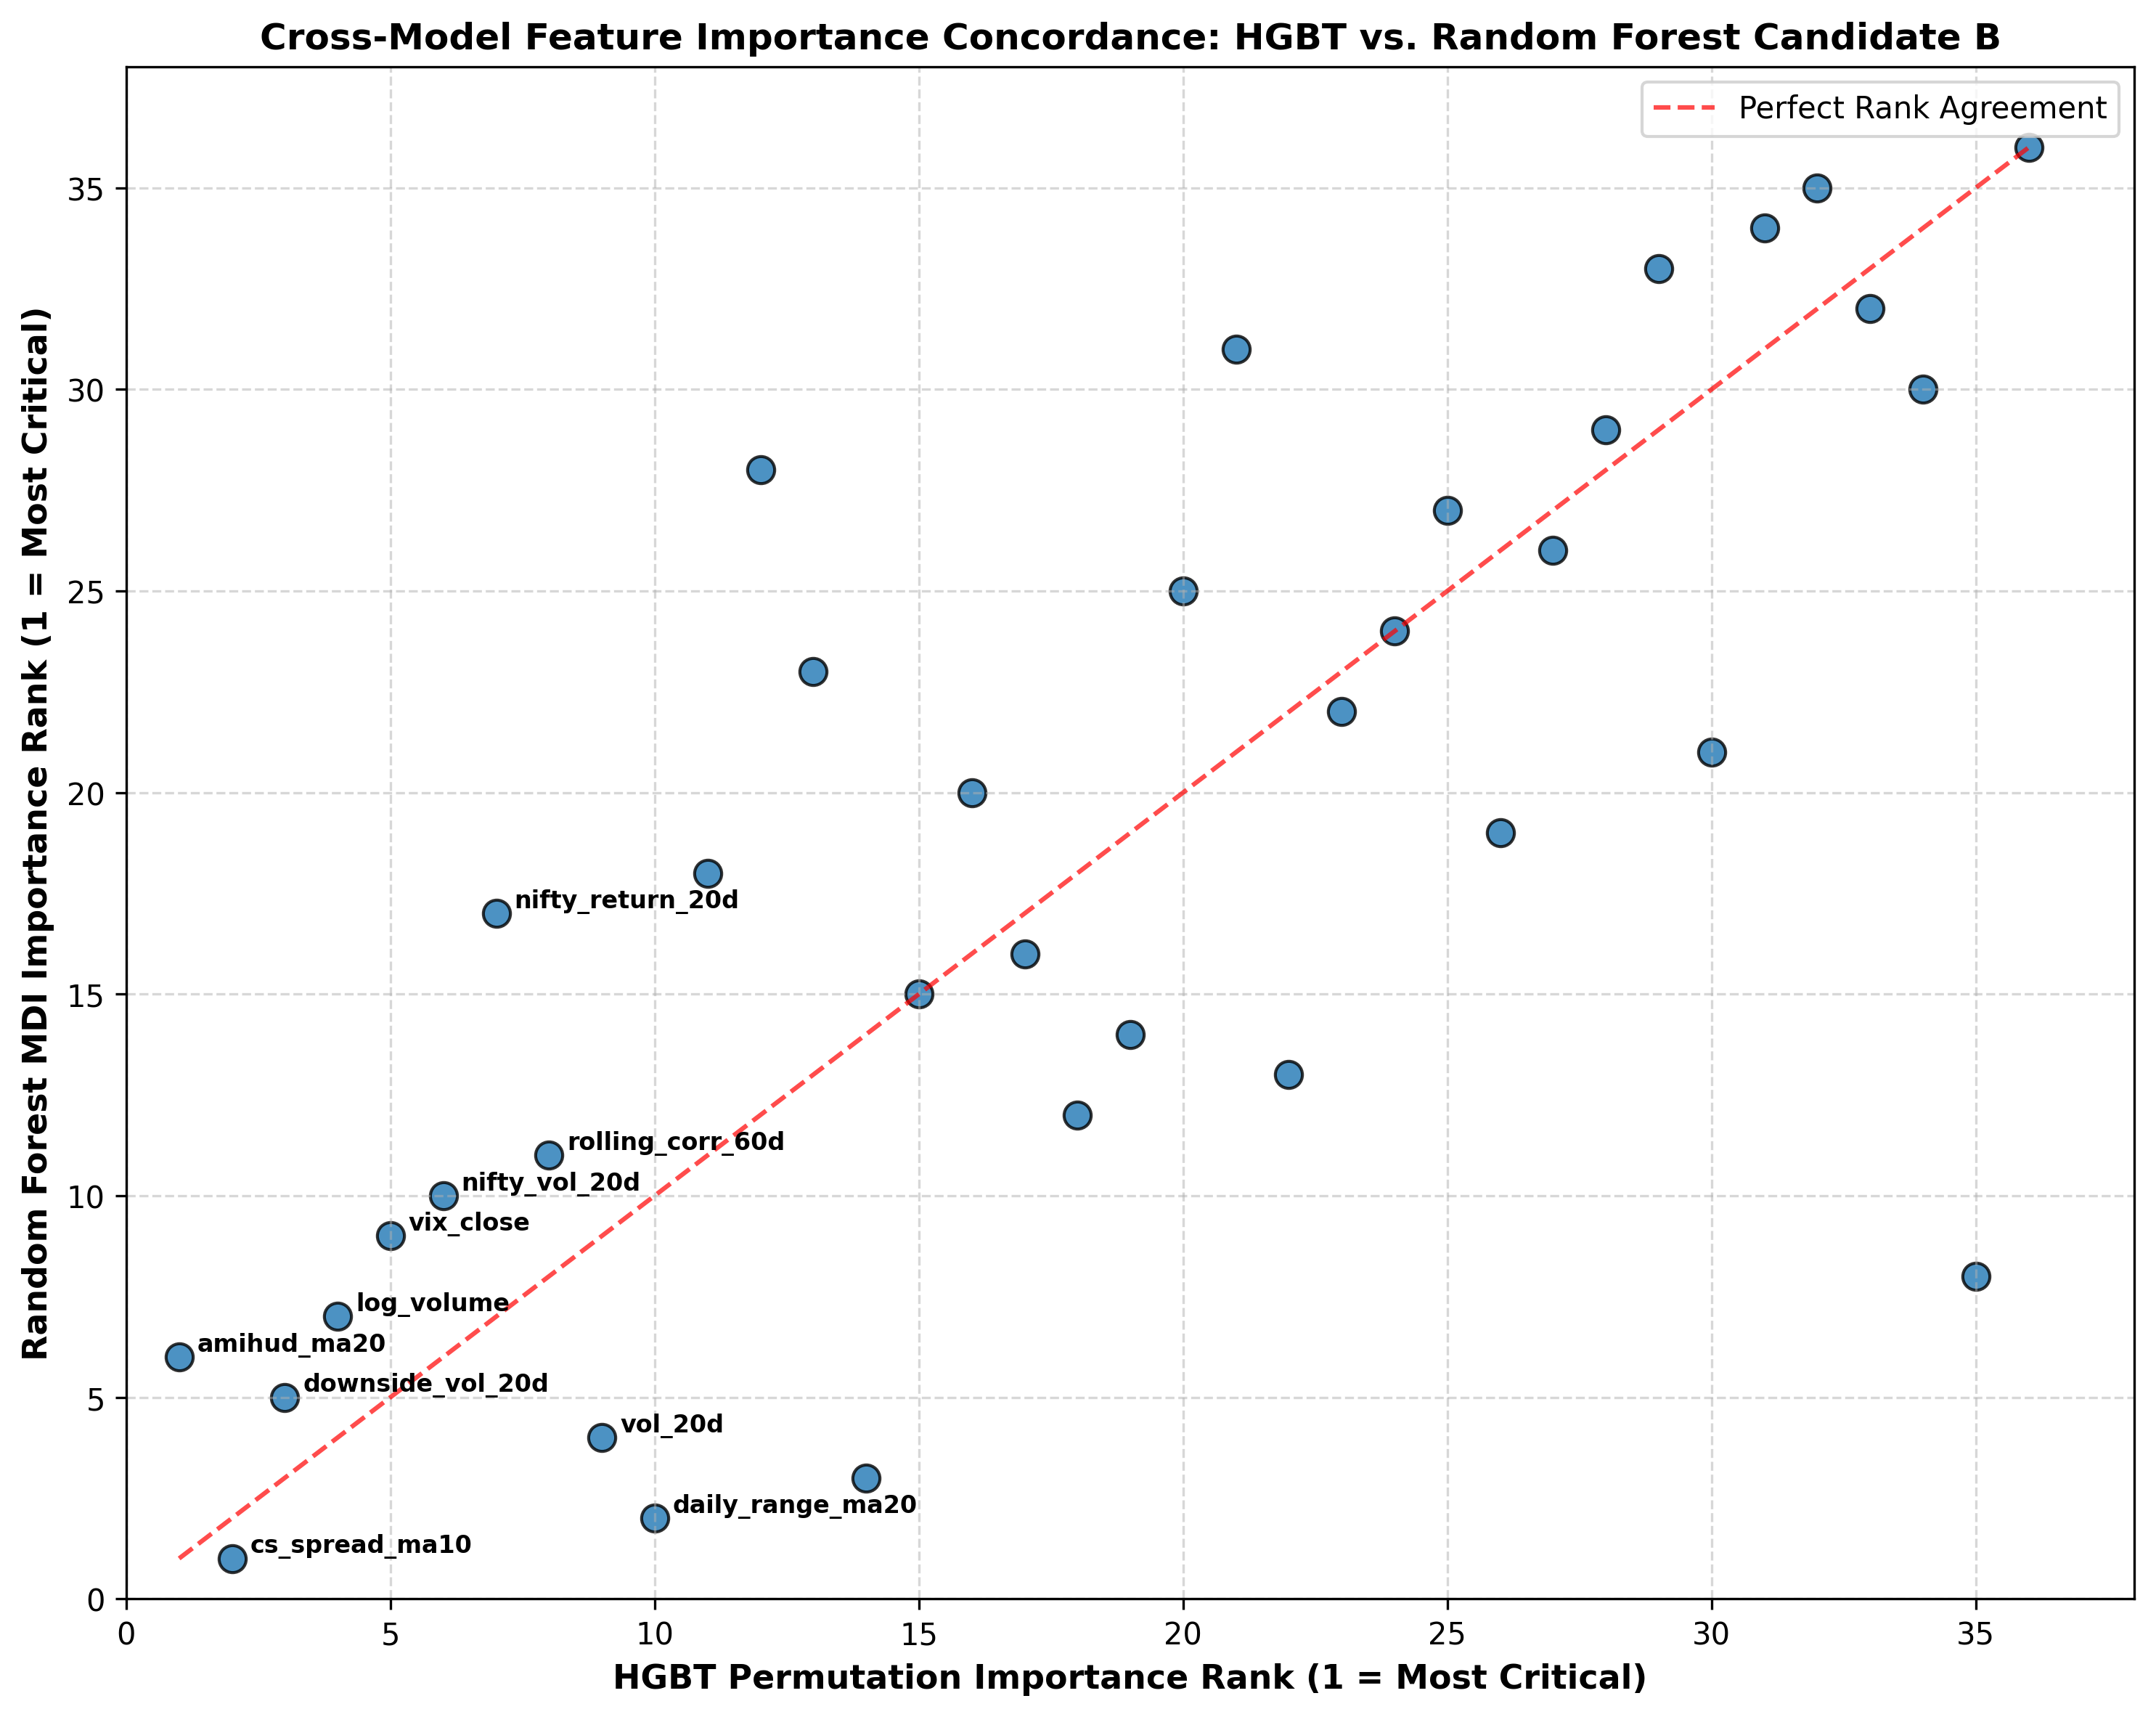 Cross-Model Feature Importance Concordance: HGBT vs. Random Forest Candidate B
Perfect Rank Agreement
Random Forest MDI Importance Rank (1 = Most Critical)
35
30
25
20
15
10
5
0
nifty_return_20d
rolling_corr_60d
nifty_vol_20d
vix_close
log_volume
amihud_ma20
downside_vol_20d
vol_20d
daily_range_ma20
cs_spread_ma10
0 5 10 15 20 25 30 35
HGBT Permutation Importance Rank (1 = Most Critical)